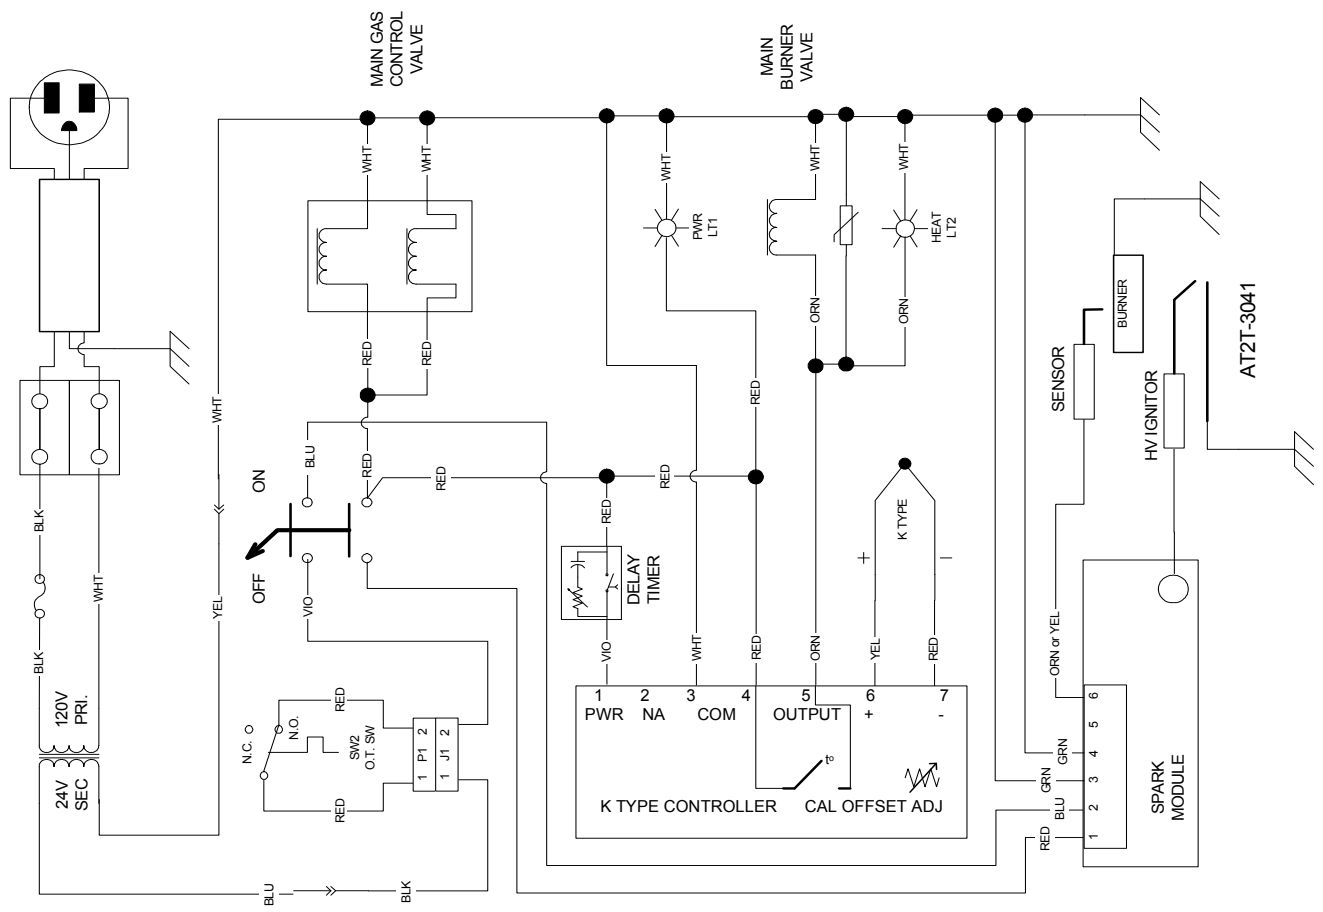 MAIN GAS
CONTROL
VALVE
MAIN
BURNER
VALVE
WHT
WHT
WHT
WHT
WHT
WHT
PWR
LT1
HEAT
LT2
ORN
ORN
RED
RED
RED
WHT
BLU
RED
RED
RED
ON
OFF
BLK
WHT
BLK
YEL
VIO
RED
DELAY
TIMER
VIO
WHT
RED
ORN
YEL
RED
K TYPE
+
-
SENSOR
BURNER
HV IGNITOR
AT2T-3041
ORN or YEL
120V
PRI.
24V
SEC
N.C.
N.O.
RED
SW2
O.T. SW
RED
1 P1 2
1 J1 2
BLU
BLK
1 2 3 4 5 6 7
PWR NA COM OUTPUT + -
to
K TYPE CONTROLLER CAL OFFSET ADJ
RED
BLU
GRN
GRN
1 2 3 4 5 6
SPARK
MODULE